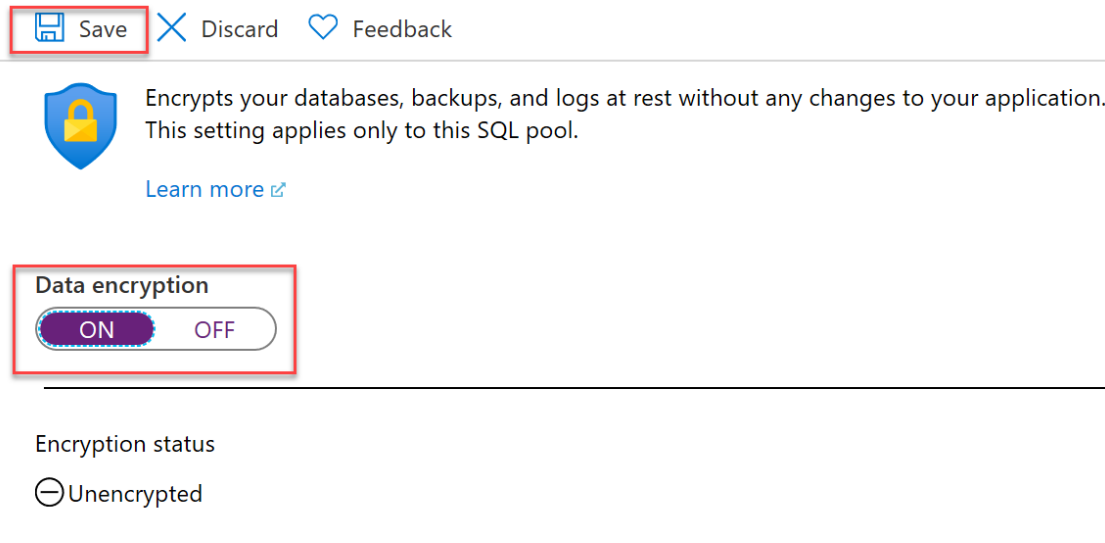 Save Discard Feedback
Encrypts your databases, backups, and logs at rest without any changes to your application.
This setting applies only to this SQL pool.
Learn more
Data encryption
ON OFF
Encryption status
Unencrypted